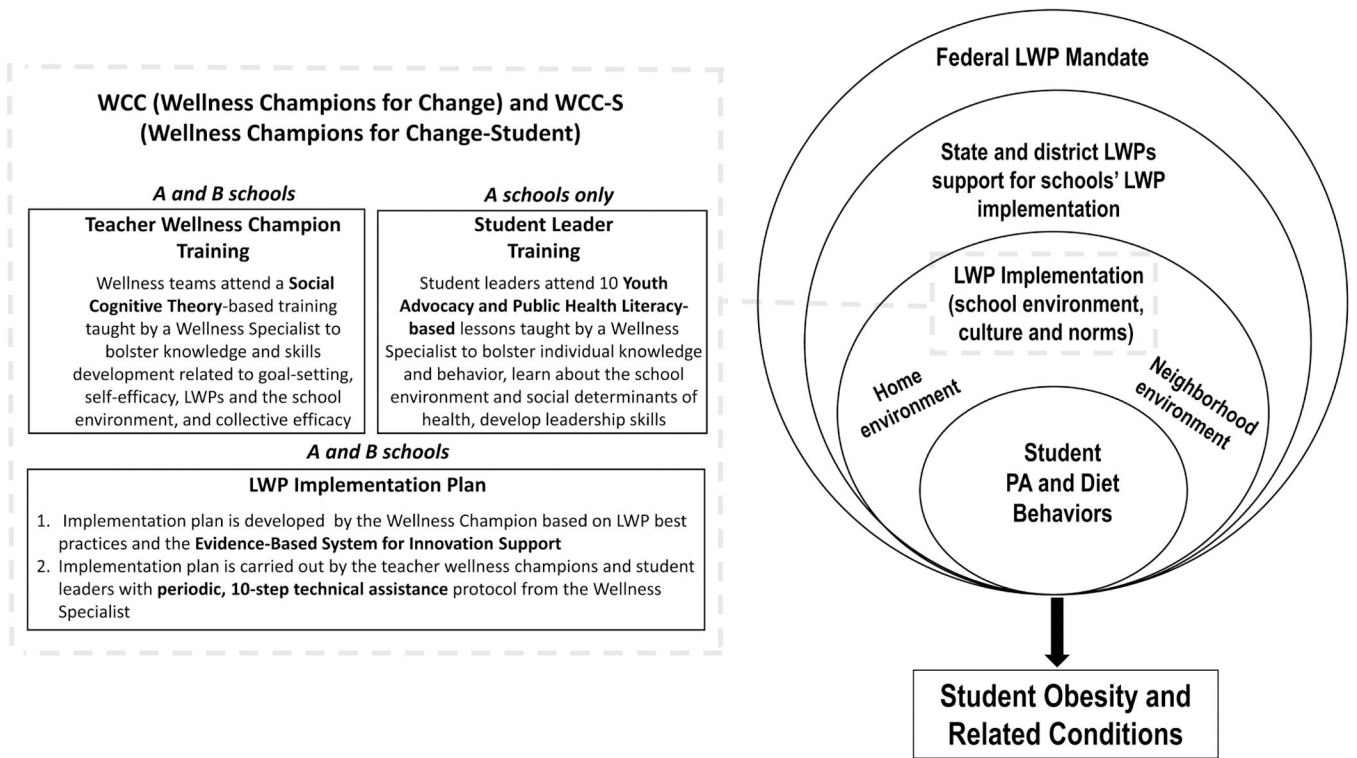 WCC (Wellness Champions for Change) and WCC-S
(Wellness Champions for Change-Student)
A and B schools
Teacher Wellness Champion
Training
Wellness teams attend a Social
Cognitive Theory-based training
taught by a Wellness Specialist to
bolster knowledge and skills
development related to goal-setting,
self-efficacy, LWPs and the school
environment, and collective efficacy
A schools only
Student Leader
Training
Student leaders attend 10 Youth
Advocacy and Public Health Literacy-
based lessons taught by a Wellness
Specialist to bolster individual knowledge
and behavior, learn about the school
environment and social determinants of
health, develop leadership skills
A and B schools
LWP Implementation Plan
1. Implementation plan is developed by the Wellness Champion based on LWP best
practices and the Evidence-Based System for Innovation Support
2. Implementation plan is carried out by the teacher wellness champions and student
leaders with periodic, 10-step technical assistance protocol from the Wellness
Specialist
Federal LWP Mandate
State and district LWPs
support for schools' LWP
implementation
LWP Implementation
(school environment,
culture and norms)
Home
environment
Neighborhood
environment
Student
PA and Diet
Behaviors
Student Obesity and
Related Conditions